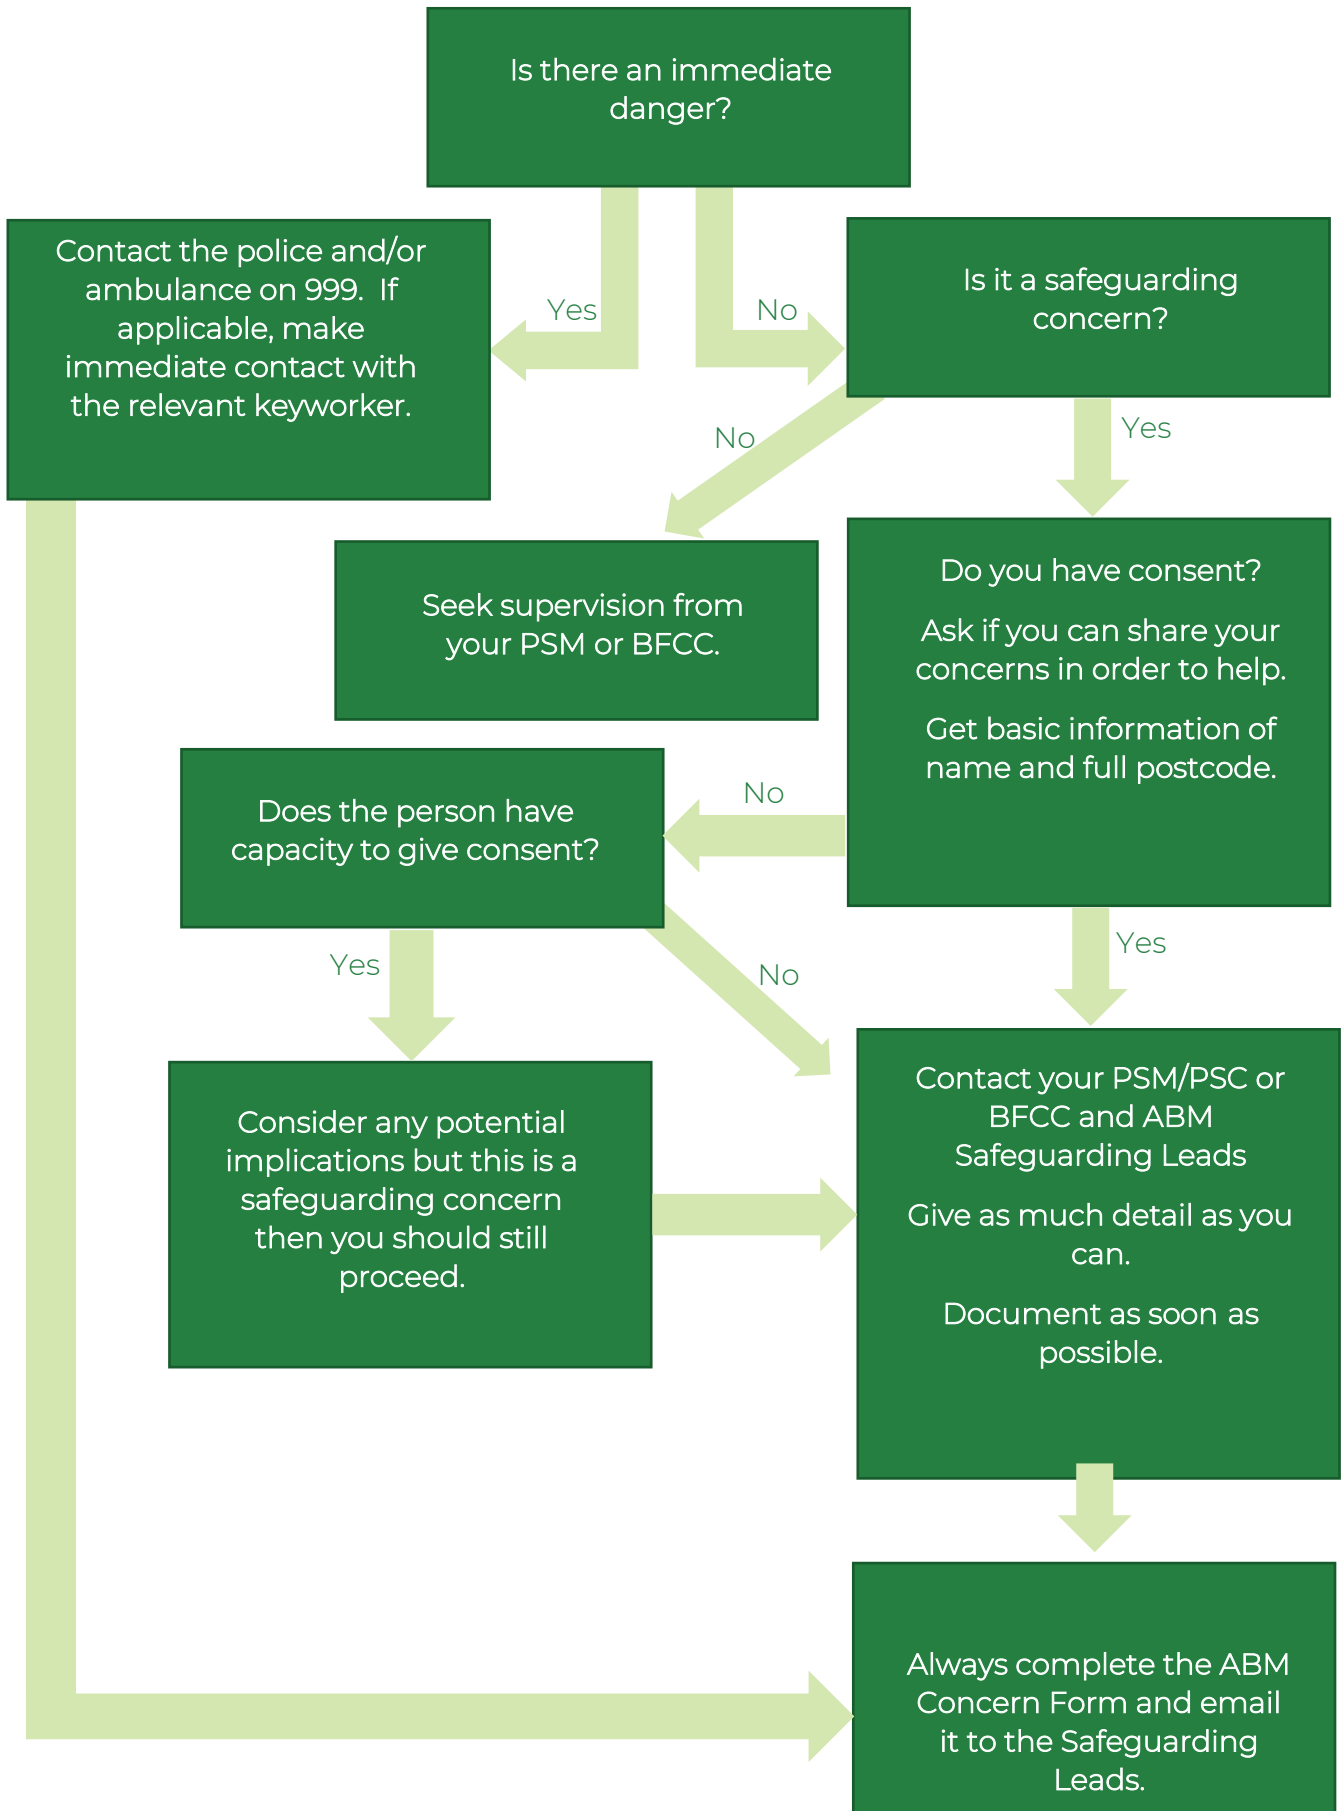 Is there an immediate
danger?
Contact the police and/or
ambulance on 999.  If
applicable, make
immediate contact with
the relevant keyworker.
Yes
No
Is it a safeguarding
concern?
No
Yes
Seek supervision from
your PSM or BFCC.
Do you have consent?
Ask if you can share your
concerns in order to help.
Get basic information of
name and full postcode.
No
Does the person have
capacity to give consent?
Yes
No
Yes
Consider any potential
implications but this is a
safeguarding concern
then you should still
proceed.
Contact your PSM/PSC or
BFCC and ABM
Safeguarding Leads
Give as much detail as you
can.
Document as soon as
possible.
Always complete the ABM
Concern Form and email
it to the Safeguarding
Leads.